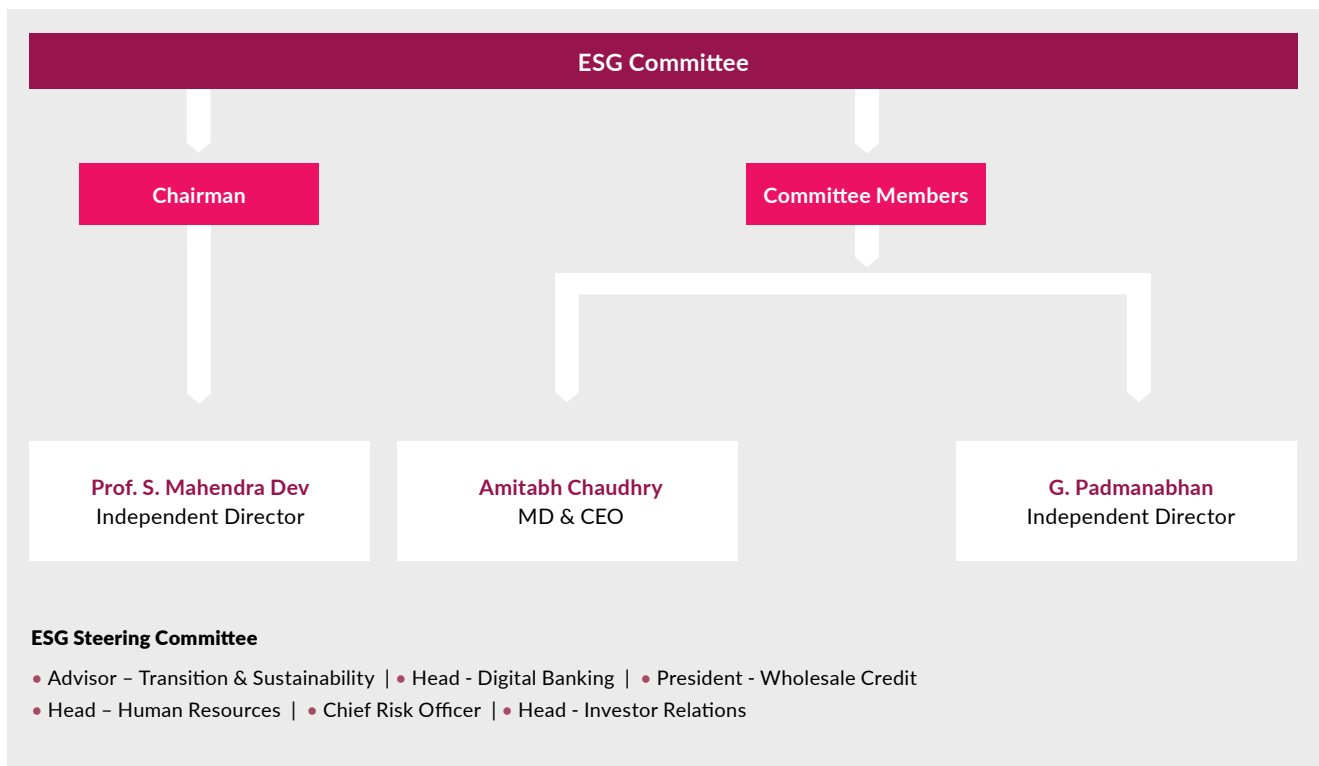 ESG Committee
Chairman
Committee Members
Prof. S. Mahendra Dev
Independent Director
Amitabh Chaudhry
MD & CEO
G. Padmanabhan
Independent Director
ESG Steering Committee
• Advisor – Transition & Sustainability | • Head - Digital Banking | • President - Wholesale Credit
• Head – Human Resources | • Chief Risk Officer | • Head - Investor Relations